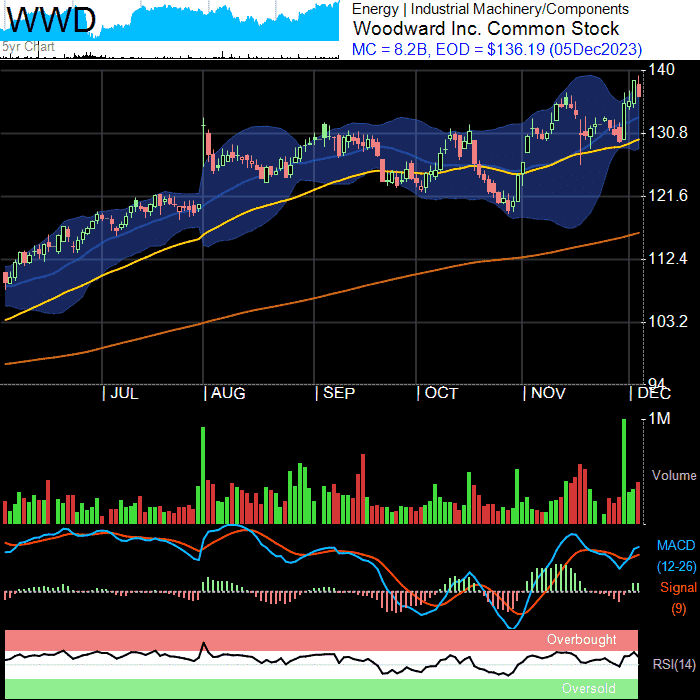 WWD
5yr Chart
Energy | Industrial Machinery/Components
Woodward Inc. Common Stock
MC = 8.2B, EOD = $136.19 (05Dec2023)
140
130.8
121.6
112.4
103.2
94
JUL AUG SEP OCT NOV DEC
1M
Volume
MACD
(12-26)
Signal
(9)
Overbought
RSI(14)
Oversold